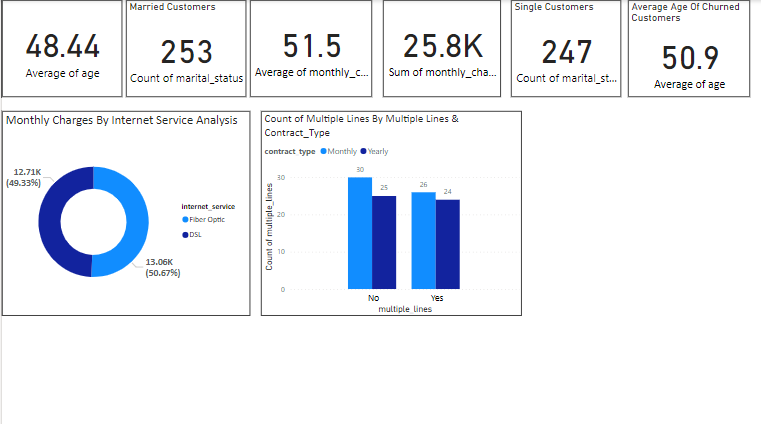 48.44
Average of age
Married Customers
253
Count of marital_status
51.5
Average of monthly_c...
25.8K
Sum of monthly_cha...
Single Customers
247
Count of marital_st...
Average Age Of Churned
Customers
50.9
Average of age
Monthly Charges By Internet Service Analysis
12.71K
(49.33%)
13.06K
(50.67%)
internet_service
Fiber Optic
DSL
Count of Multiple Lines By Multiple Lines &
Contract_Type
contract_type Monthly Yearly
Count of multiple_lines
30
20
10
0
30
25
26
24
No
Yes
multiple_lines